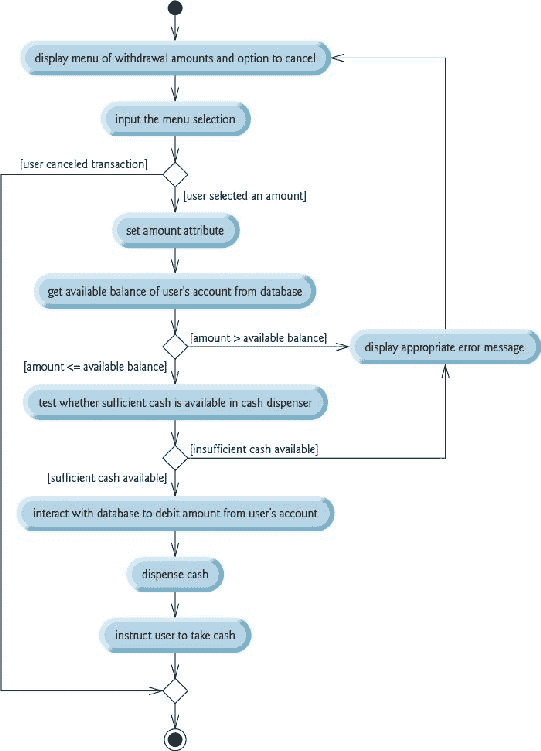 display menu of withdrawal amounts and option to cancel
input the menu selection
[user canceled transaction]
[user selected an amount]
set amount attribute
get available balance of user's account from database
[amount > available balance]
display appropriate error message
[amount <= available balance]
test whether sufficient cash is available in cash dispenser
[insufficient cash available]
[sufficient cash available]
interact with database to debit amount from user's account
dispense cash
instruct user to take cash